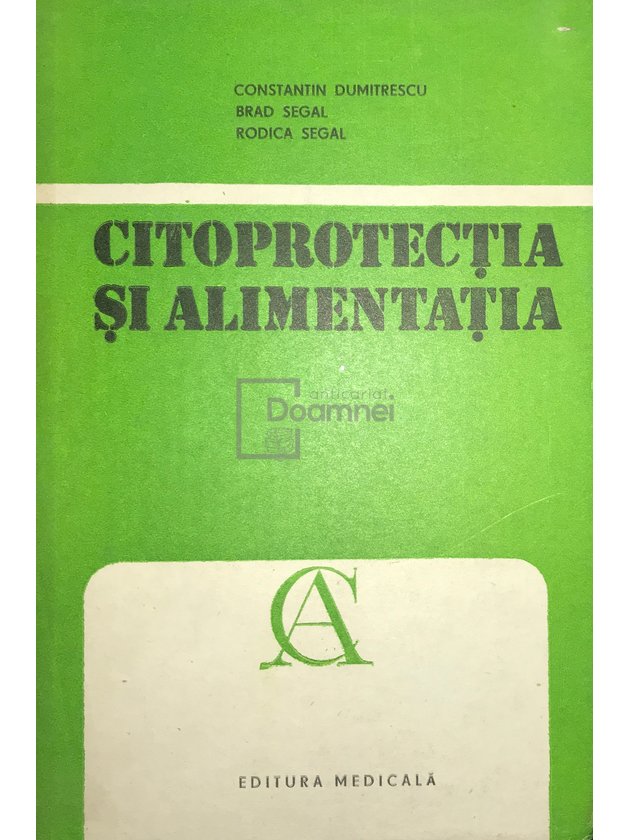 CONSTANTIN DUMITRESCU
BRAD SEGAL
RODICA SEGAL
CITOPROTECȚIA
ȘI ALIMENTAȚIA
anticariat
Doamnei
CA
EDITURA MEDICALĂ